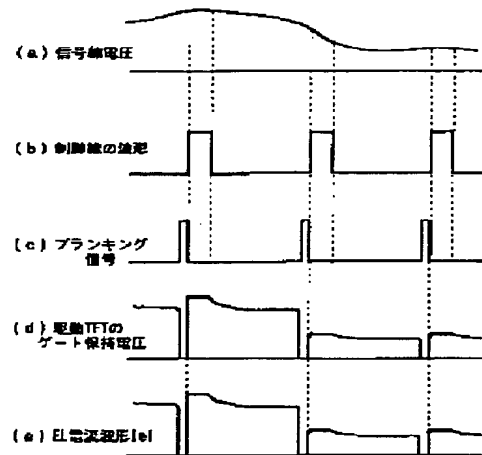 (a) 信号線電圧
(b) 制御線の波形
(c) ブランキング
信号
(d) 駆動TFTの
ゲート保持電圧
(e) EL電流波形Iel